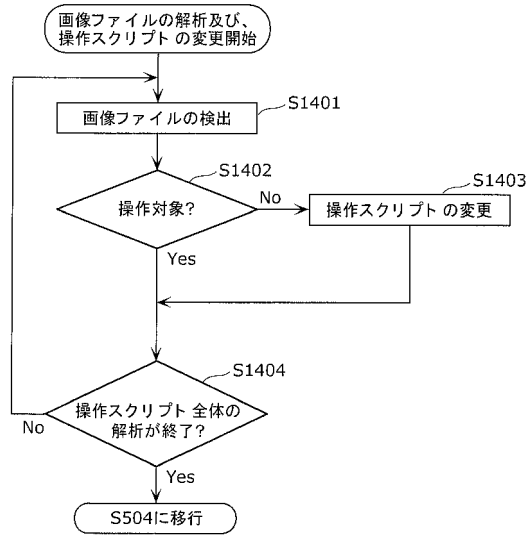 画像ファイルの解析及び、
操作スクリプトの変更開始
S1401
画像ファイルの検出
S1402
操作対象?
No
S1403
操作スクリプトの変更
Yes
S1404
操作スクリプト全体の
解析が終了?
No
Yes
S504に移行